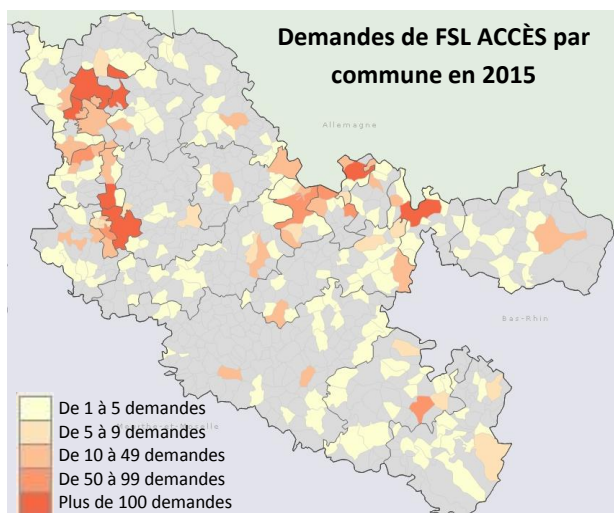 Demandes de FSL ACCÈS par
commune en 2015
Allemagne
Bas-Rhin
De 1 à 5 demandes
De 5 à 9 demandes
De 10 à 49 demandes
De 50 à 99 demandes
Plus de 100 demandes